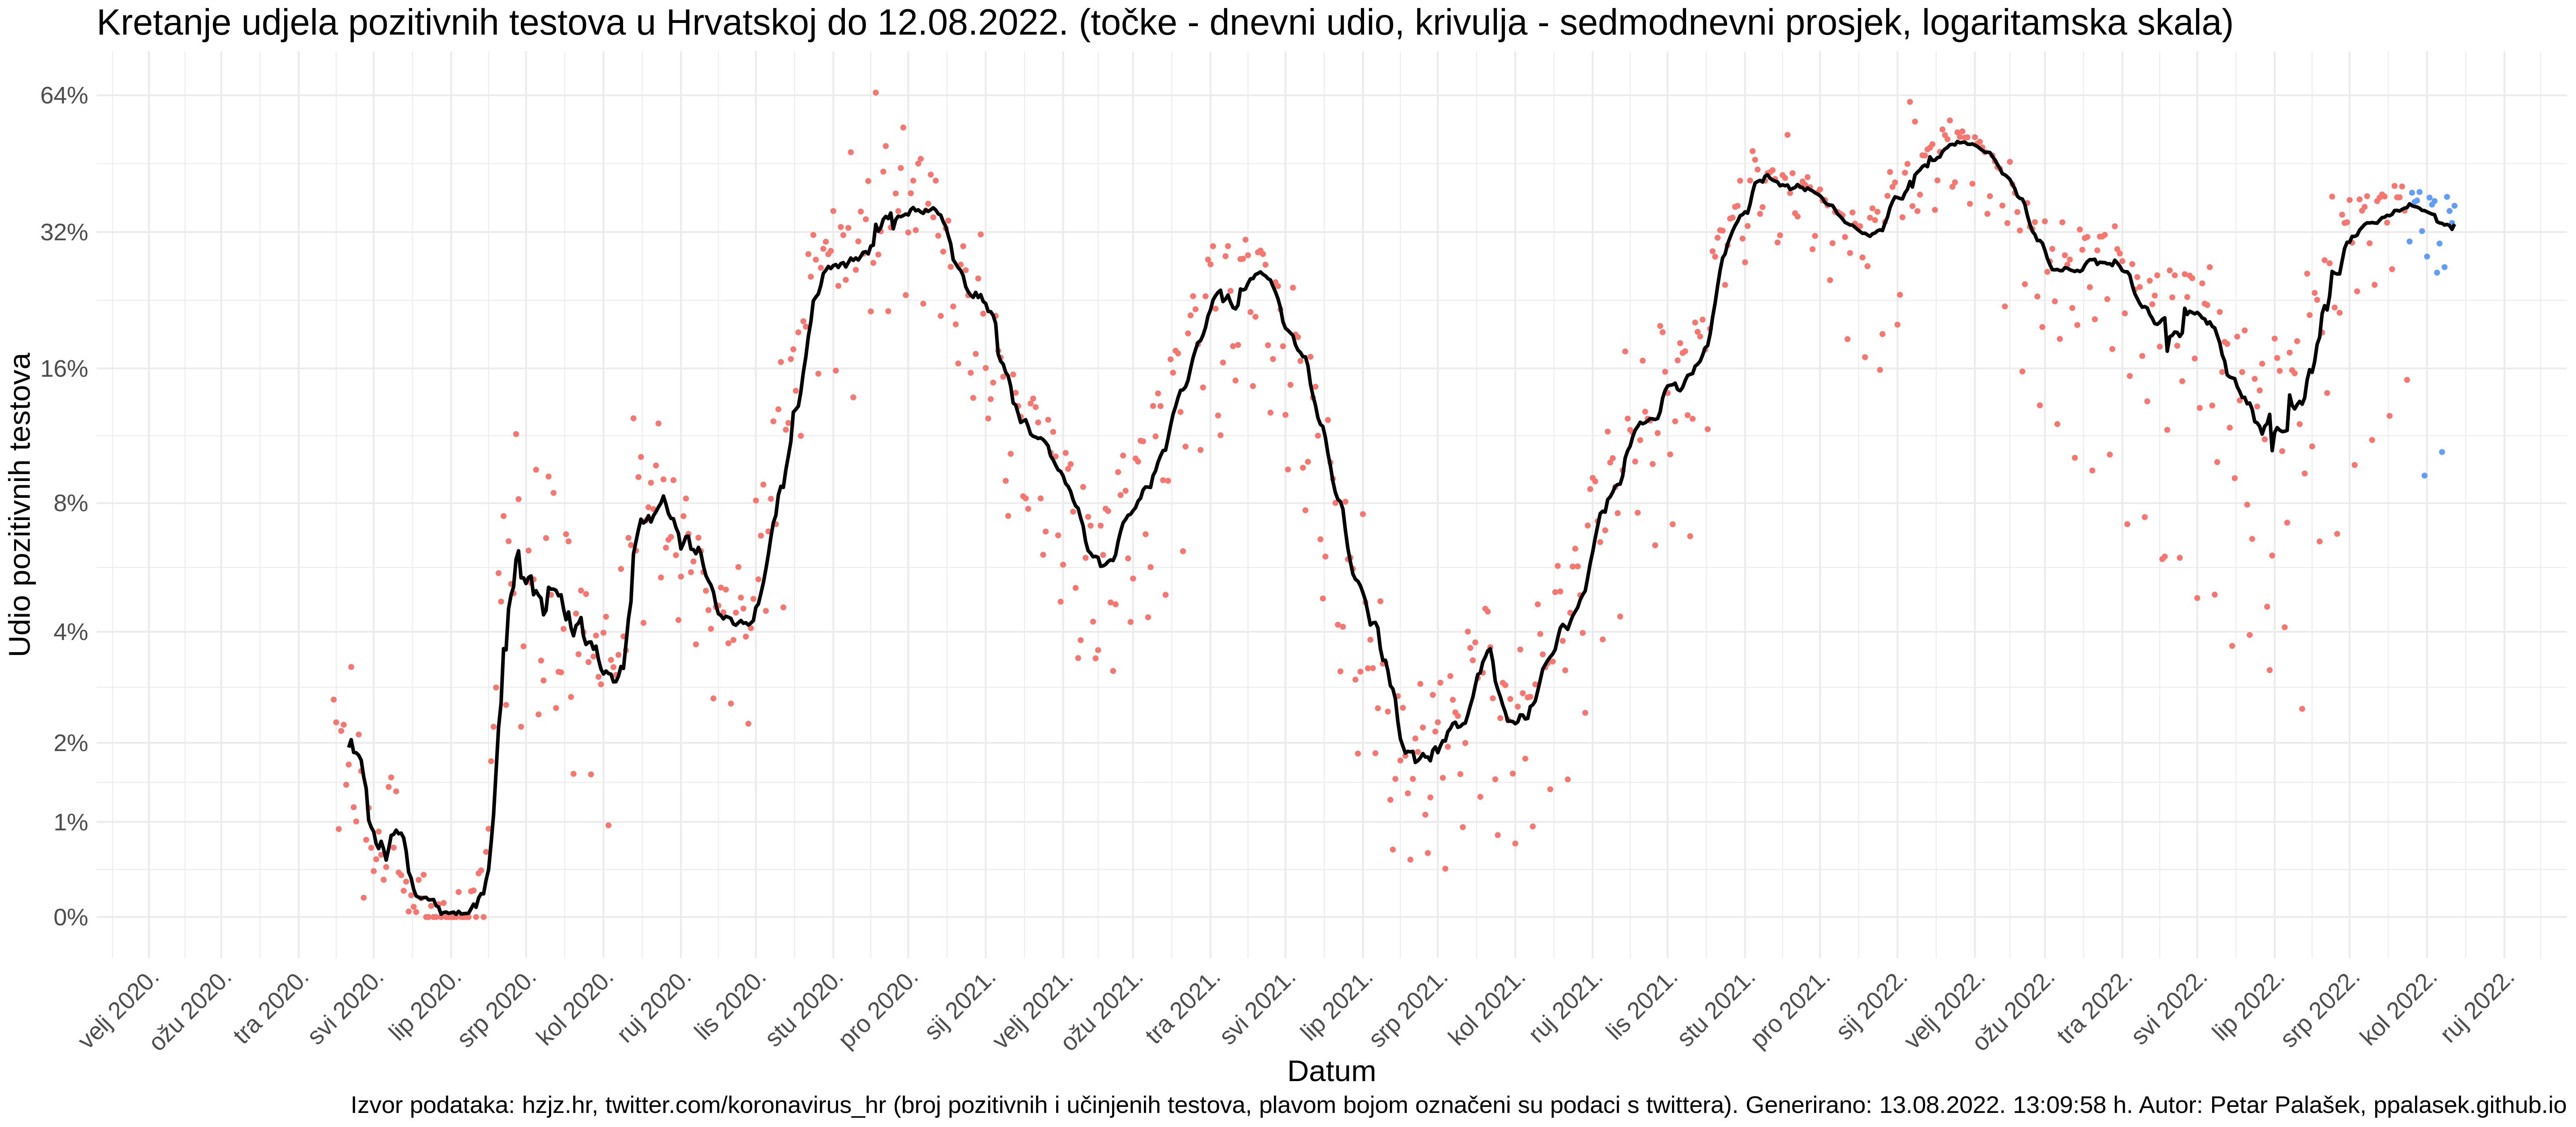 Kretanje udjela pozitivnih testova u Hrvatskoj do 12.08.2022. (točke - dnevni udio, krivulja - sedmodnevni prosjek, logaritamska skala)
Udio pozitivnih testova
64%
32%
16%
8%
4%
2%
1%
0%
velj 2020.
ožu 2020.
tra 2020.
svi 2020.
lip 2020.
srp 2020.
kol 2020.
ruj 2020.
lis 2020.
stu 2020.
pro 2020.
sij 2021.
velj 2021.
ožu 2021.
tra 2021.
svi 2021.
lip 2021.
srp 2021.
kol 2021.
ruj 2021.
lis 2021.
stu 2021.
pro 2021.
sij 2022.
velj 2022.
ožu 2022.
tra 2022.
svi 2022.
lip 2022.
srp 2022.
kol 2022.
ruj 2022.
Datum
Izvor podataka: hzjz.hr, twitter.com/koronavirus_hr (broj pozitivnih i učinjenih testova, plavom bojom označeni su podaci s twittera). Generirano: 13.08.2022. 13:09:58 h. Autor: Petar Palašek, ppalasek.github.io